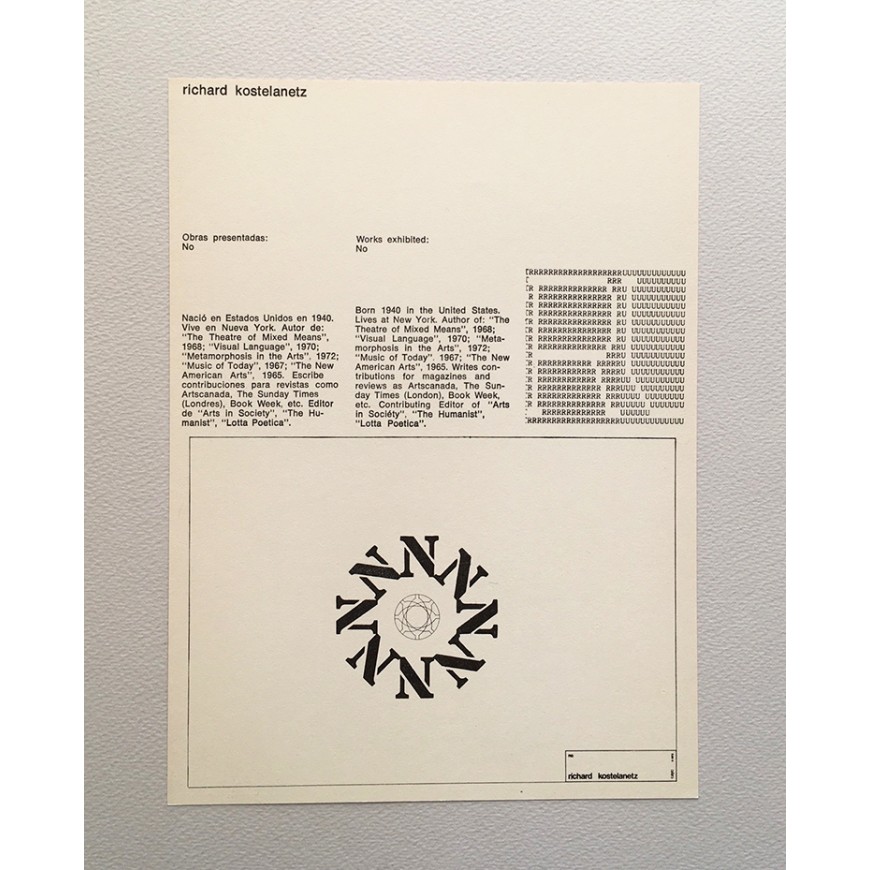 richard kostelanetz
Obras presentadas:
No
Works exhibited:
No
Nació en Estados Unidos en 1940.
Vive en Nueva York. Autor de:
"The Theatre of Mixed Means",
1968; "Visual Language", 1970;
"Metamorphosis in the Arts", 1972;
"Music of Today", 1967; "The New
American Arts", 1965. Escribe
contribuciones para revistas como
Artscanada, The Sunday Times
(Londres), Book Week, etc. Editor
de "Arts in Society", "The Hu-
manist", "Lotta Poetica".
Born 1940 in the United States.
Lives at New York. Author of: "The
Theatre of Mixed Means", 1968;
"Visual Language", 1970; "Meta-
morphosis in the Arts", 1972;
"Music of Today". 1967; "The New
American Arts", 1965. Writes con-
tributions for magazines and
reviews as Artscanada, The Sun-
day Times (London), Book Week,
etc. Contributing Editor of "Arts
in Sociéty", "The Humanist",
"Lotta Poetica".
N N N N N N N N
richard kostelanetz